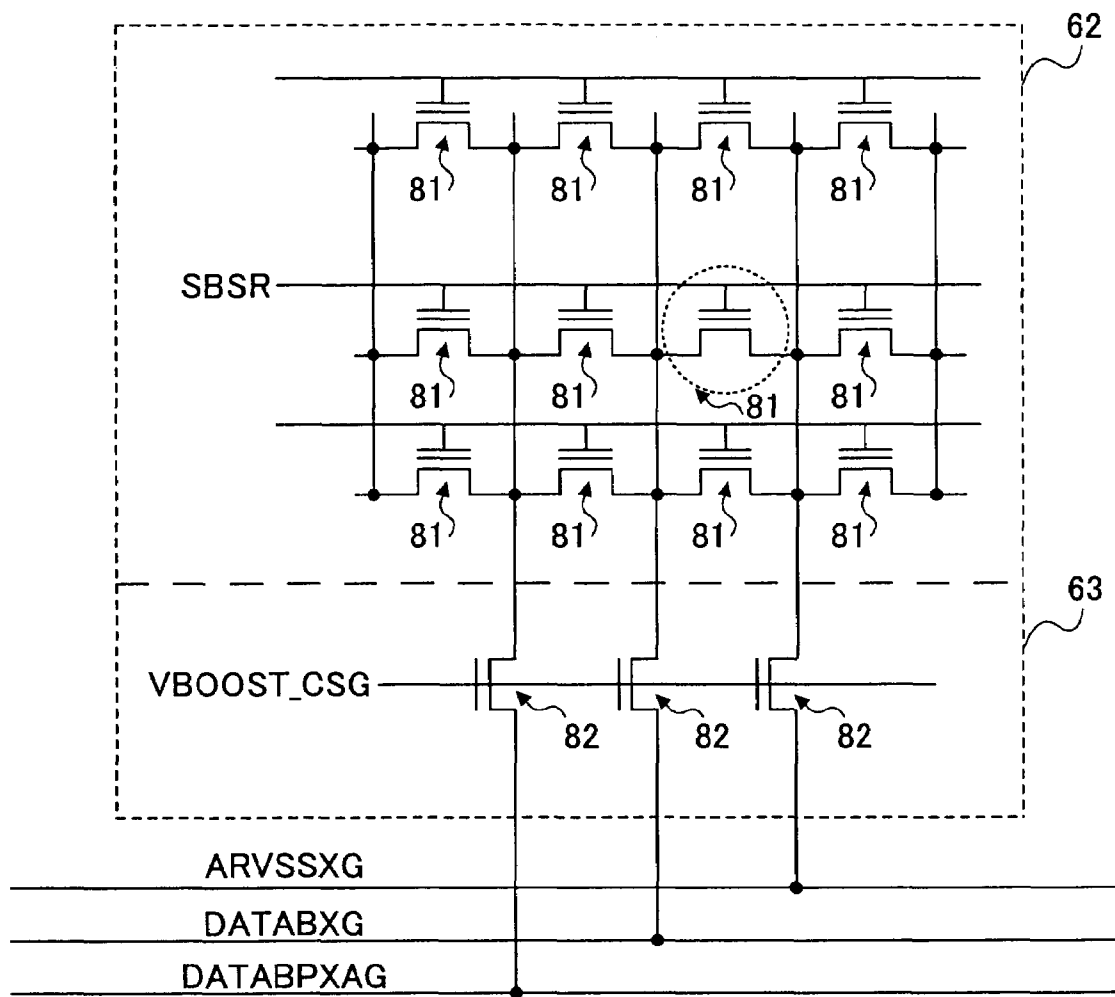 62
81 81 81 81
SBSR
81 81 81 81
81 81 81 81
63
VBOOST_CSG
82 82 82
ARVSSXG
DATABXG
DATABPXAG